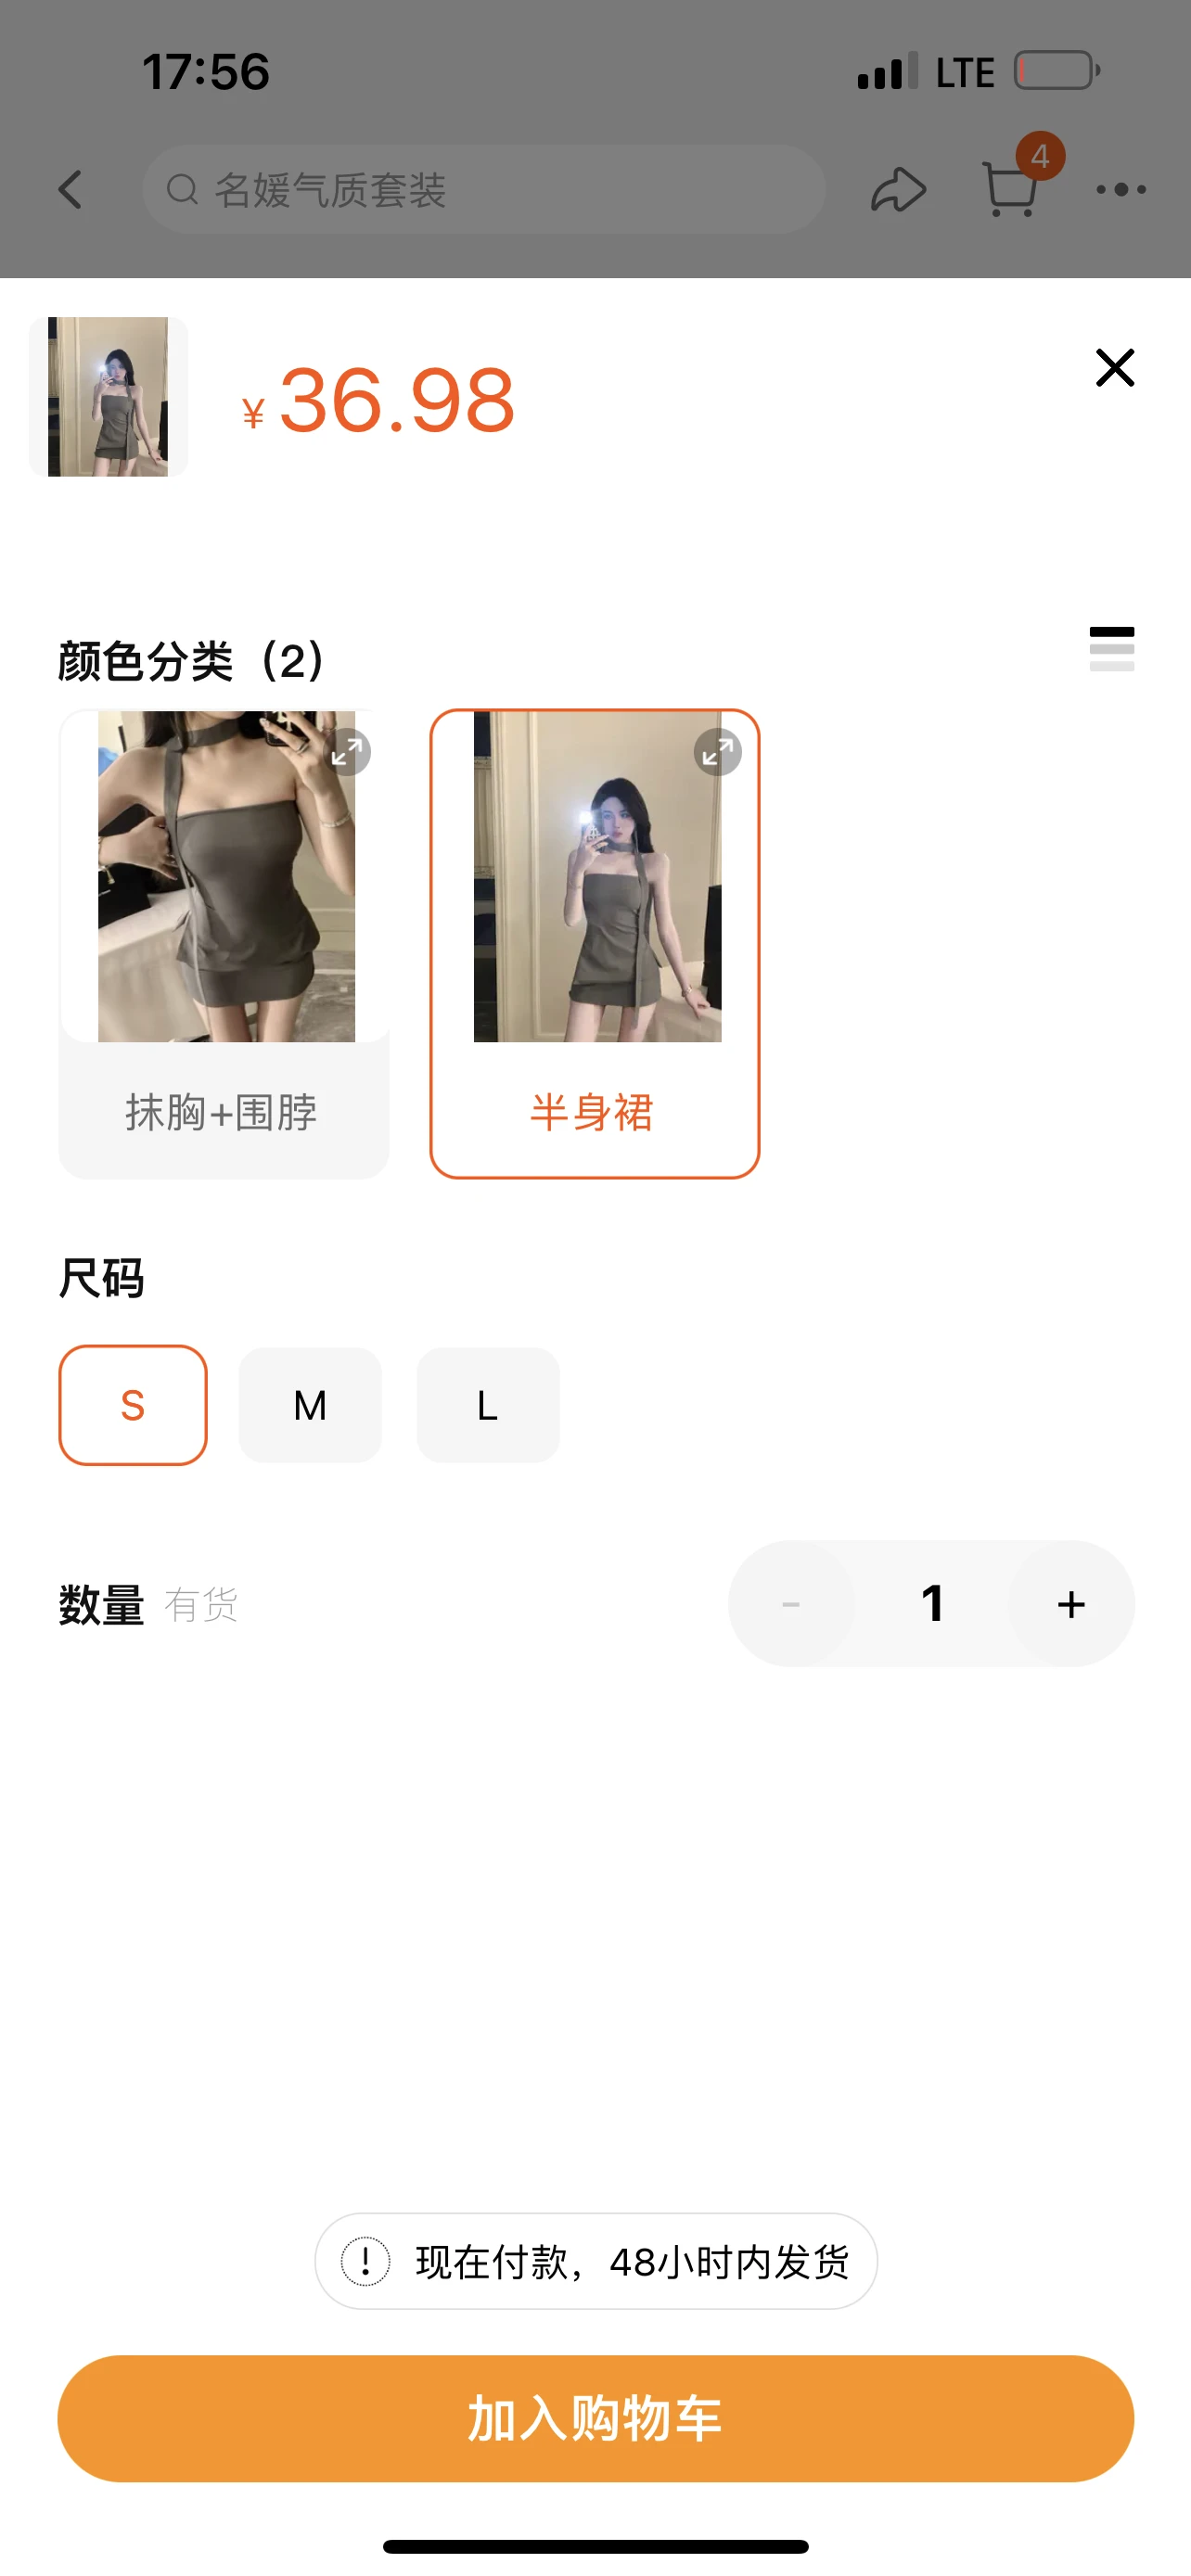 17:56 LTE
名媛气质套装 4
¥36.98
颜色分类（2）
抹胸+围脖 半身裙
尺码
S M L
数量 有货 - 1 +
现在付款，48小时内发货
加入购物车